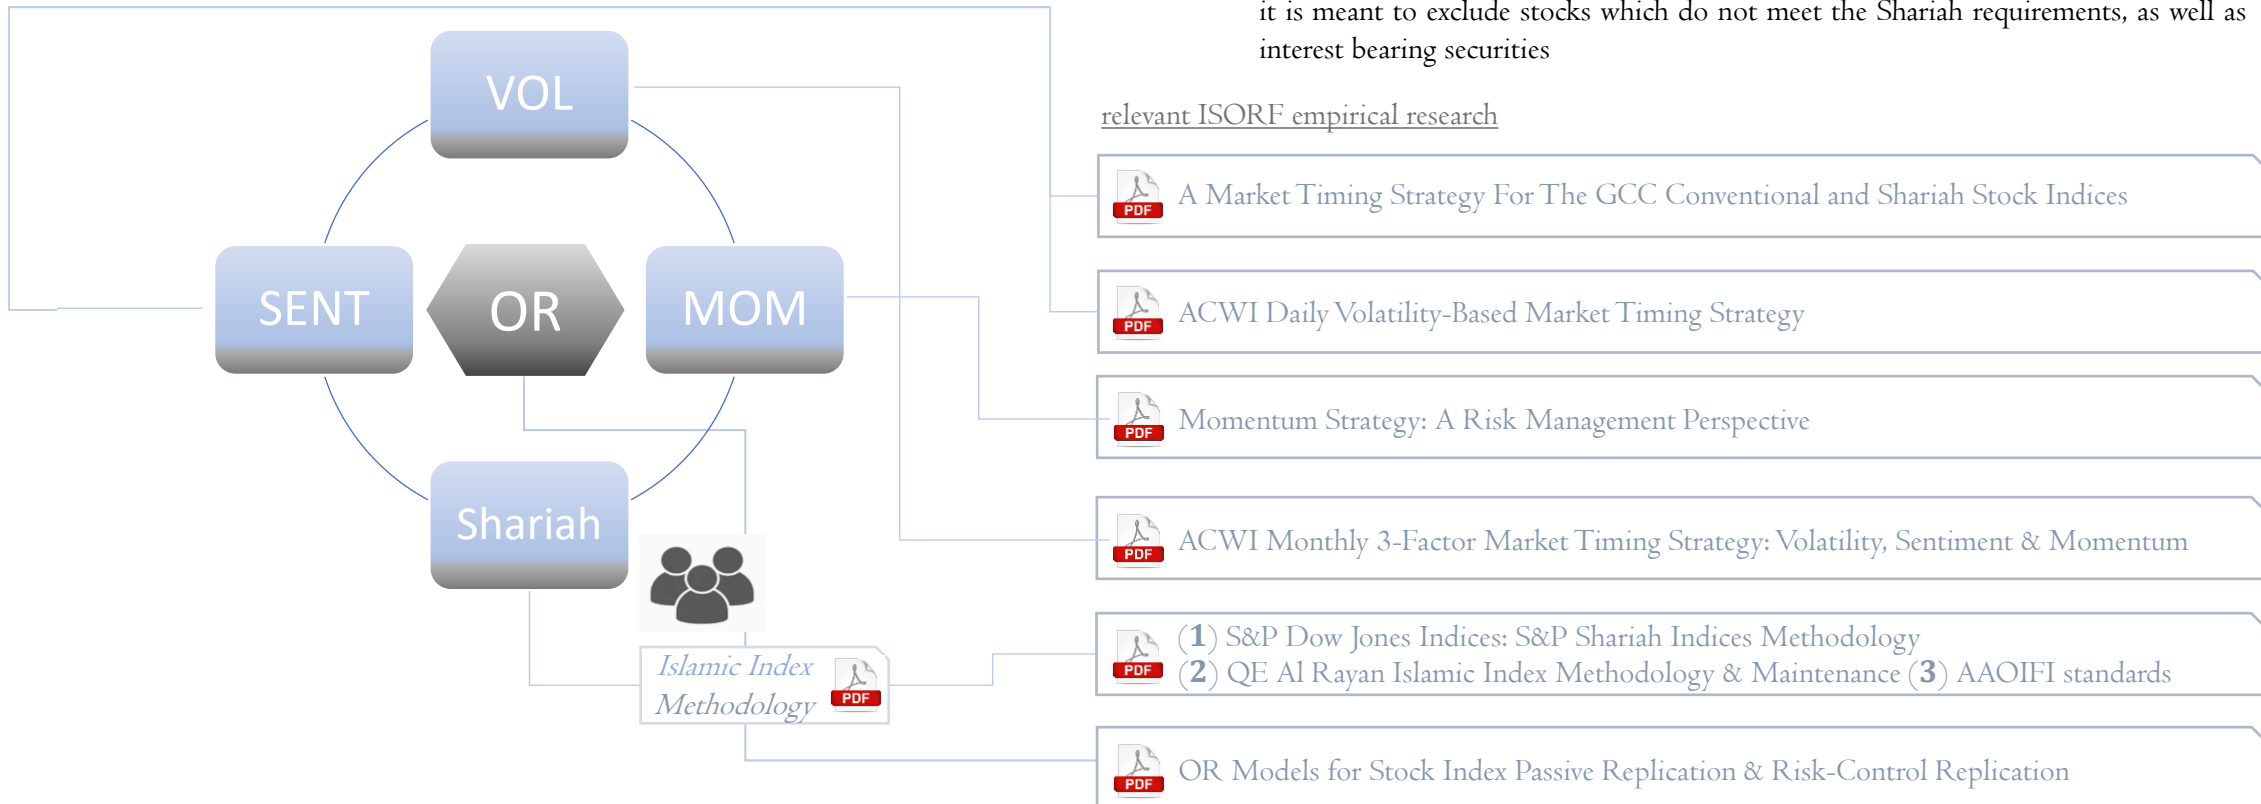 it is meant to exclude stocks which do not meet the Shariah requirements, as well as
interest bearing securities
relevant ISORF empirical research
VOL
SENT
OR
MOM
Shariah
Islamic Index
Methodology
PDF
PDF
A Market Timing Strategy For The GCC Conventional and Shariah Stock Indices
PDF
ACWI Daily Volatility-Based Market Timing Strategy
PDF
Momentum Strategy: A Risk Management Perspective
PDF
ACWI Monthly 3-Factor Market Timing Strategy: Volatility, Sentiment & Momentum
PDF
(1) S&P Dow Jones Indices: S&P Shariah Indices Methodology
(2) QE Al Rayan Islamic Index Methodology & Maintenance (3) AAOIFI standards
PDF
OR Models for Stock Index Passive Replication & Risk-Control Replication